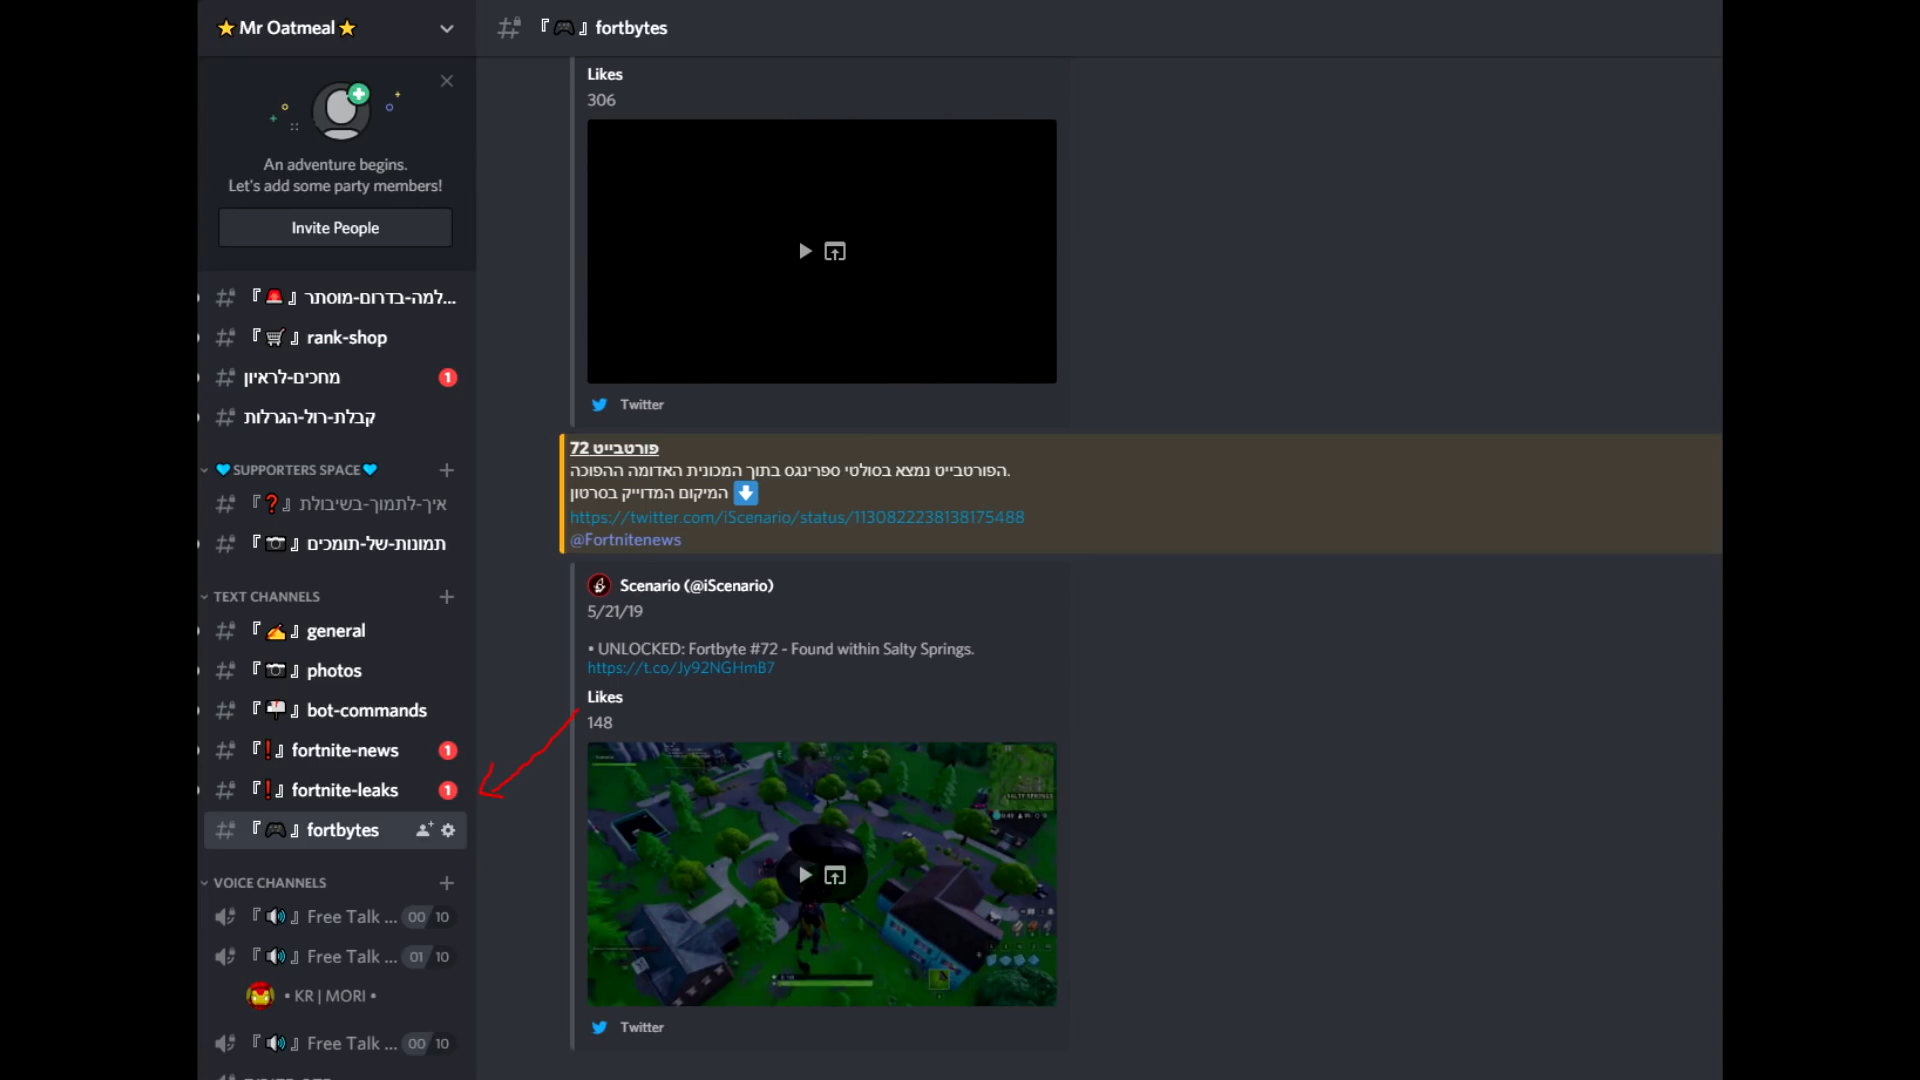 ⭐ Mr Oatmeal ⭐
An adventure begins.
Let's add some party members!
Invite People
『🚨』למה-בדרום-מוסתר...
『🛒』rank-shop
מחכים-לראיון 1
קבלת-רול-הגרלות
💙SUPPORTERS SPACE💙
『❓』איך-לתמוך-בשיבולת
『📷』תמונות-של-תומכים
TEXT CHANNELS
『✍』general
『📷』photos
『📬』bot-commands
『❗』fortnite-news 1
『❗』fortnite-leaks 1
『🎮』fortbytes
VOICE CHANNELS
『🔊』Free Talk ... 00 10
『🔊』Free Talk ... 01 10
• KR | MORI •
『🔊』Free Talk ... 00 10
『🎮』fortbytes
Likes
306
Twitter
פורטבייט 72
הפורטבייט נמצא בסולטי ספרינגס בתוך המכונית האדומה ההפוכה.
המיקום המדוייק בסרטון ⬇
https://twitter.com/iScenario/status/1130822238138175488
@Fortnitenews
Scenario (@iScenario)
5/21/19
• UNLOCKED: Fortbyte #72 - Found within Salty Springs.
https://t.co/Jy92NGHmB7
Likes
148
SALTY SPRINGS
Twitter